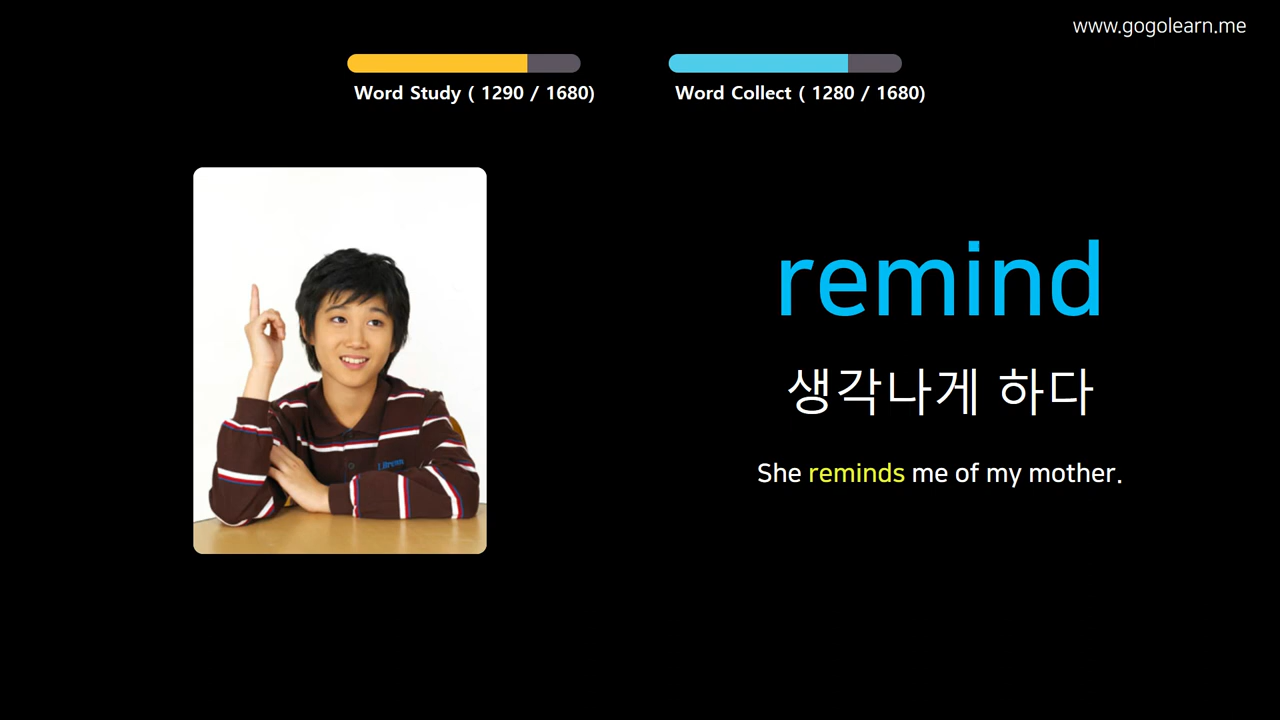 www.gogolearn.me
Word Study ( 1290 / 1680)
Word Collect ( 1280 / 1680)
remind
생각나게 하다
She reminds me of my mother.